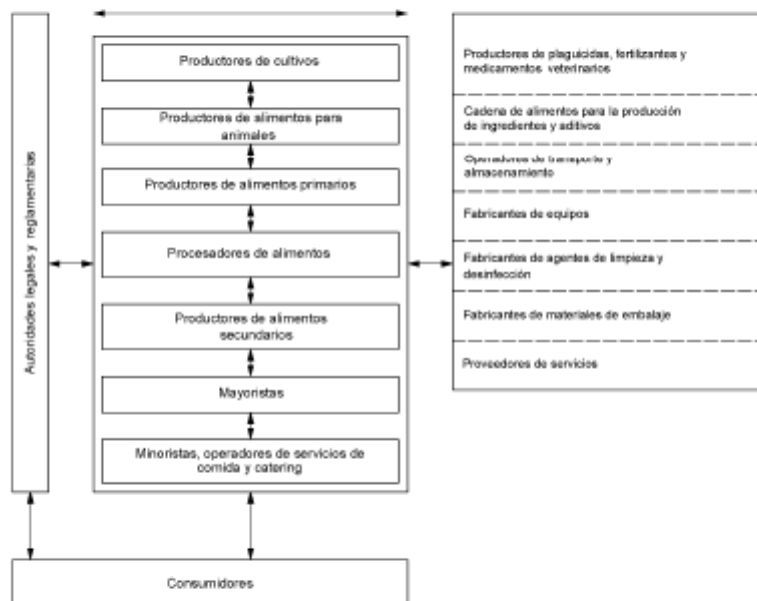 Autoridades legales y reglamentarias
Productores de cultivos
Productores de alimentos para
animales
Productores de alimentos primarios
Procesadores de alimentos
Productores de alimentos
secundarios
Mayoristas
Minoristas, operadores de servicios de
comida y catering
Productores de plaguicidas, fertilizantes y
medicamentos veterinarios
Cadena de alimentos para la producción
de ingredientes y aditivos
Operadores de transporte y
almacenamiento
Fabricantes de equipos
Fabricantes de agentes de limpieza y
desinfección
Fabricantes de materiales de embalaje
Proveedores de servicios
Consumidores